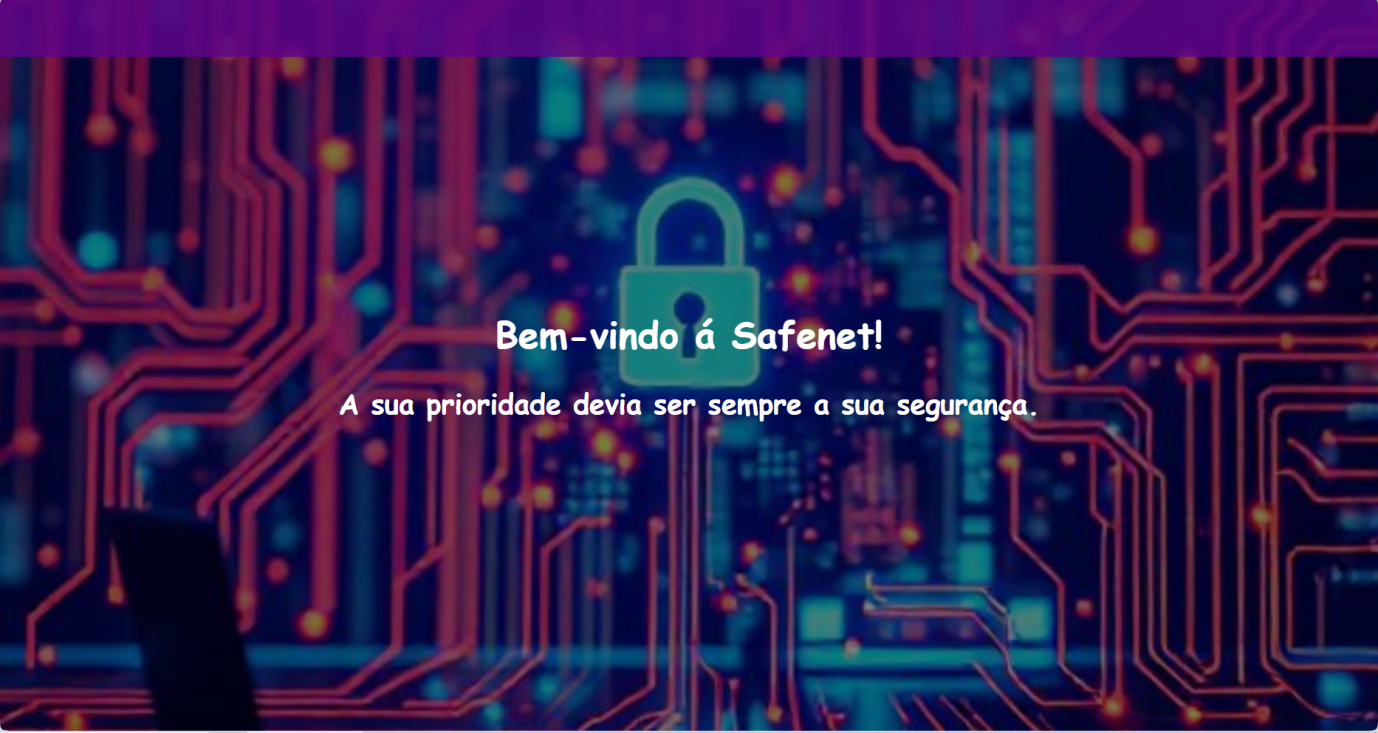 Bem-vindo á Safenet!
A sua prioridade devia ser sempre a sua segurança.